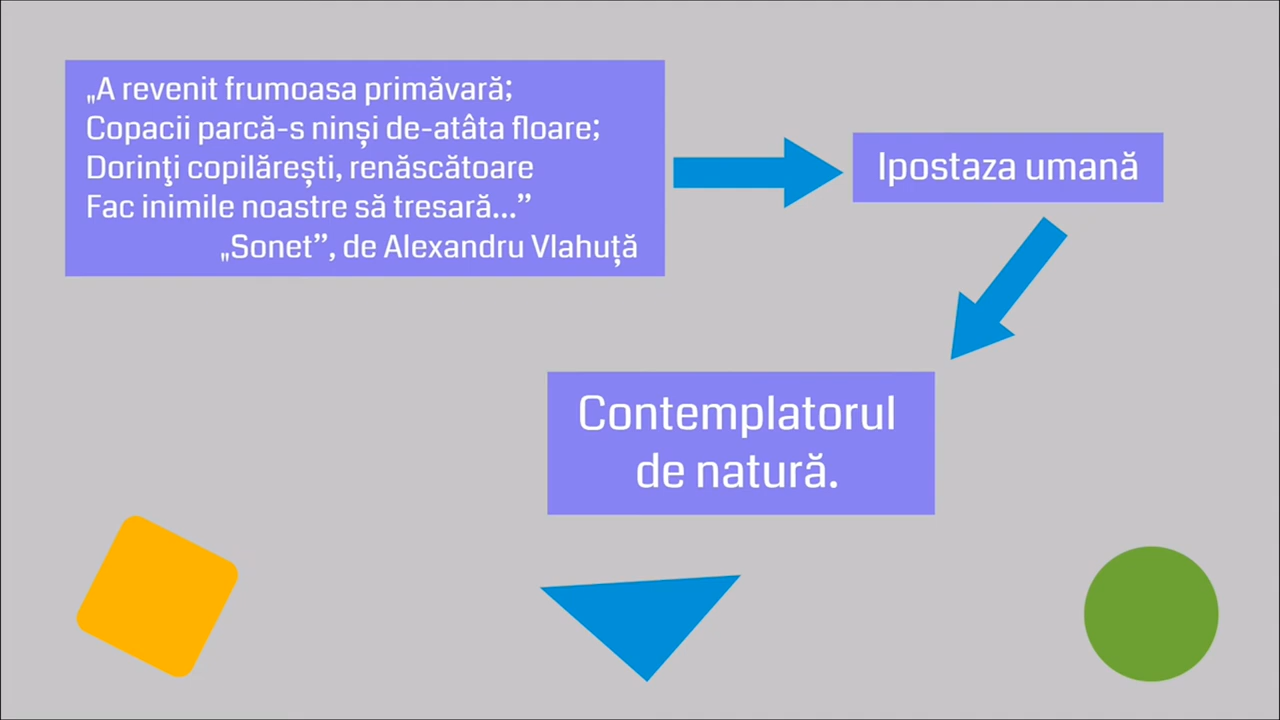 „A revenit frumoasa primăvară;
Copacii parcă-s ninși de-atâta floare;
Dorinţi copilărești, renăscătoare
Fac inimile noastre să tresară...”
„Sonet”, de Alexandru Vlahuță
Ipostaza umană
Contemplatorul
de natură.